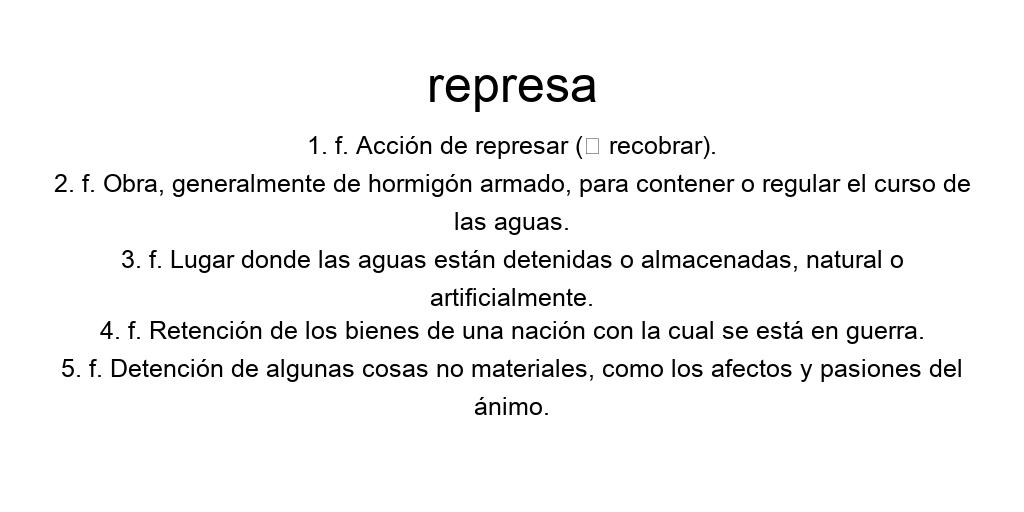 represa
1. f. Acción de represar (▯ recobrar).
2. f. Obra, generalmente de hormigón armado, para contener o regular el curso de
las aguas.
3. f. Lugar donde las aguas están detenidas o almacenadas, natural o
artificialmente.
4. f. Retención de los bienes de una nación con la cual se está en guerra.
5. f. Detención de algunas cosas no materiales, como los afectos y pasiones del
ánimo.